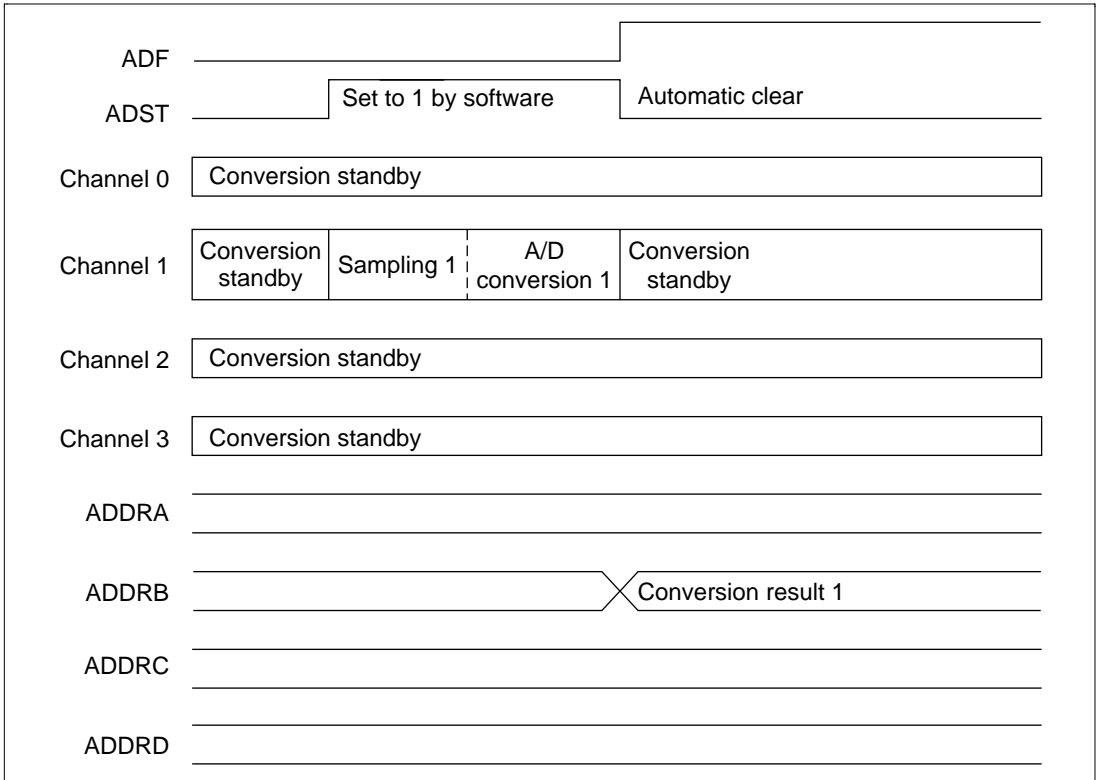 ADF
ADST Set to 1 by software Automatic clear
Channel 0 Conversion standby
Channel 1 Conversion standby Sampling 1 A/D conversion 1 Conversion standby
Channel 2 Conversion standby
Channel 3 Conversion standby
ADDRA
ADDRB Conversion result 1
ADDRC
ADDRD